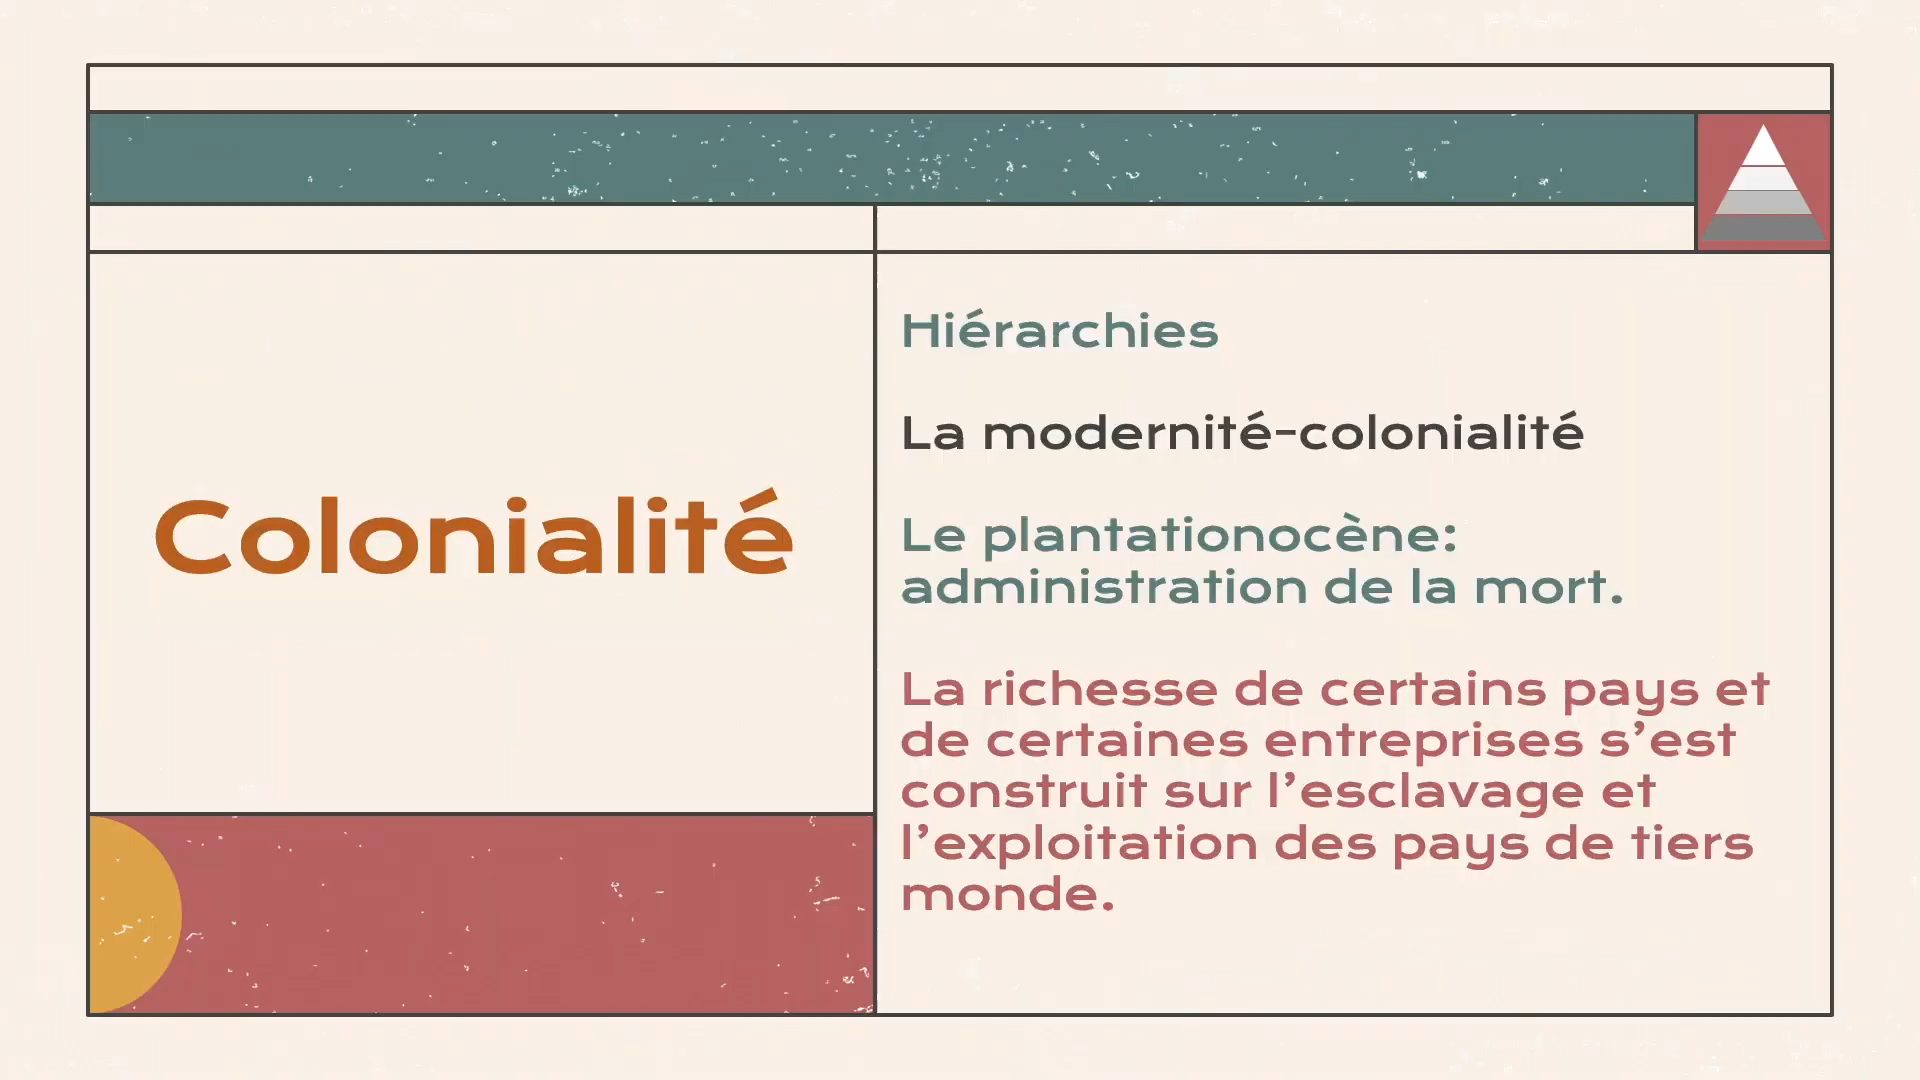 Colonialité
Hiérarchies
La modernité-colonialité
Le plantationocène:
administration de la mort.
La richesse de certains pays et
de certaines entreprises s’est
construit sur l’esclavage et
l’exploitation des pays de tiers
monde.